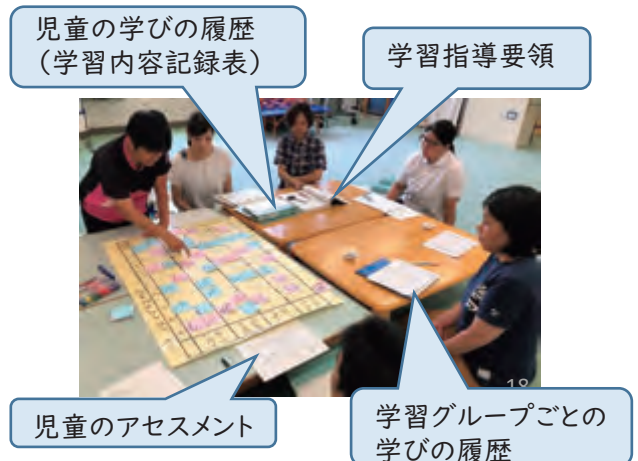 児童の学びの履歴
（学習内容記録表）
学習指導要領
児童のアセスメント
学習グループごとの
学びの履歴
18